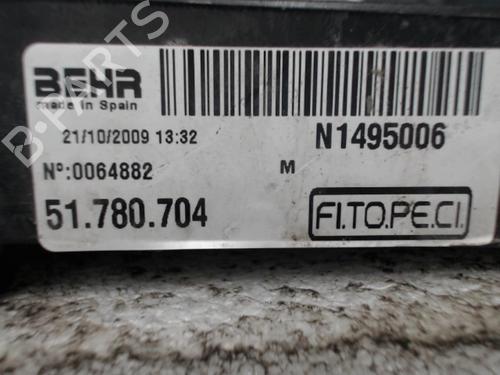 BEHR
made in Spain
21/10/2009 13:32
N1495006
Nº:0064882
M
51.780.704
FI.TO.PE.CI.
B-PARTS